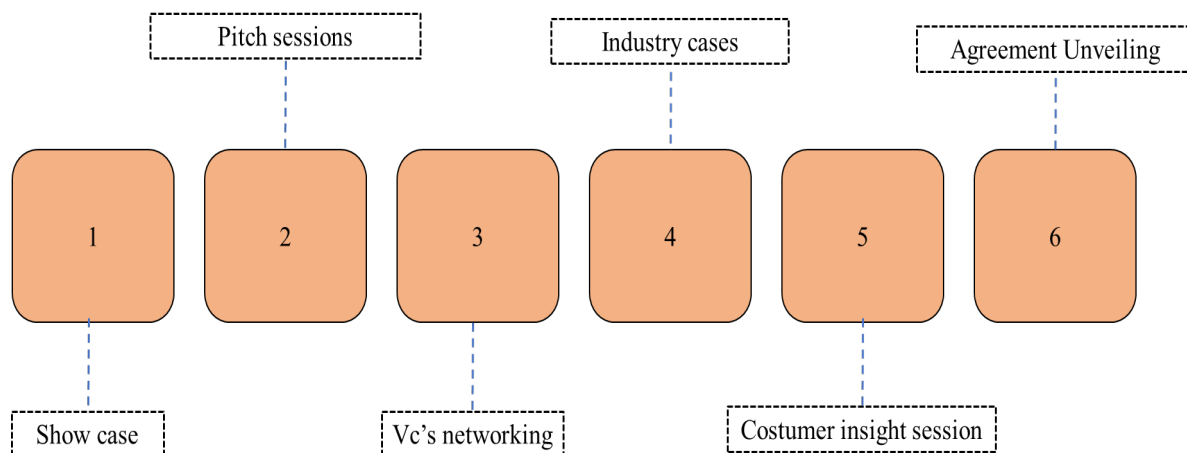 Pitch sessions
Industry cases
Agreement Unveiling
1
2
3
4
5
6
Show case
Vc's networking
Costumer insight session